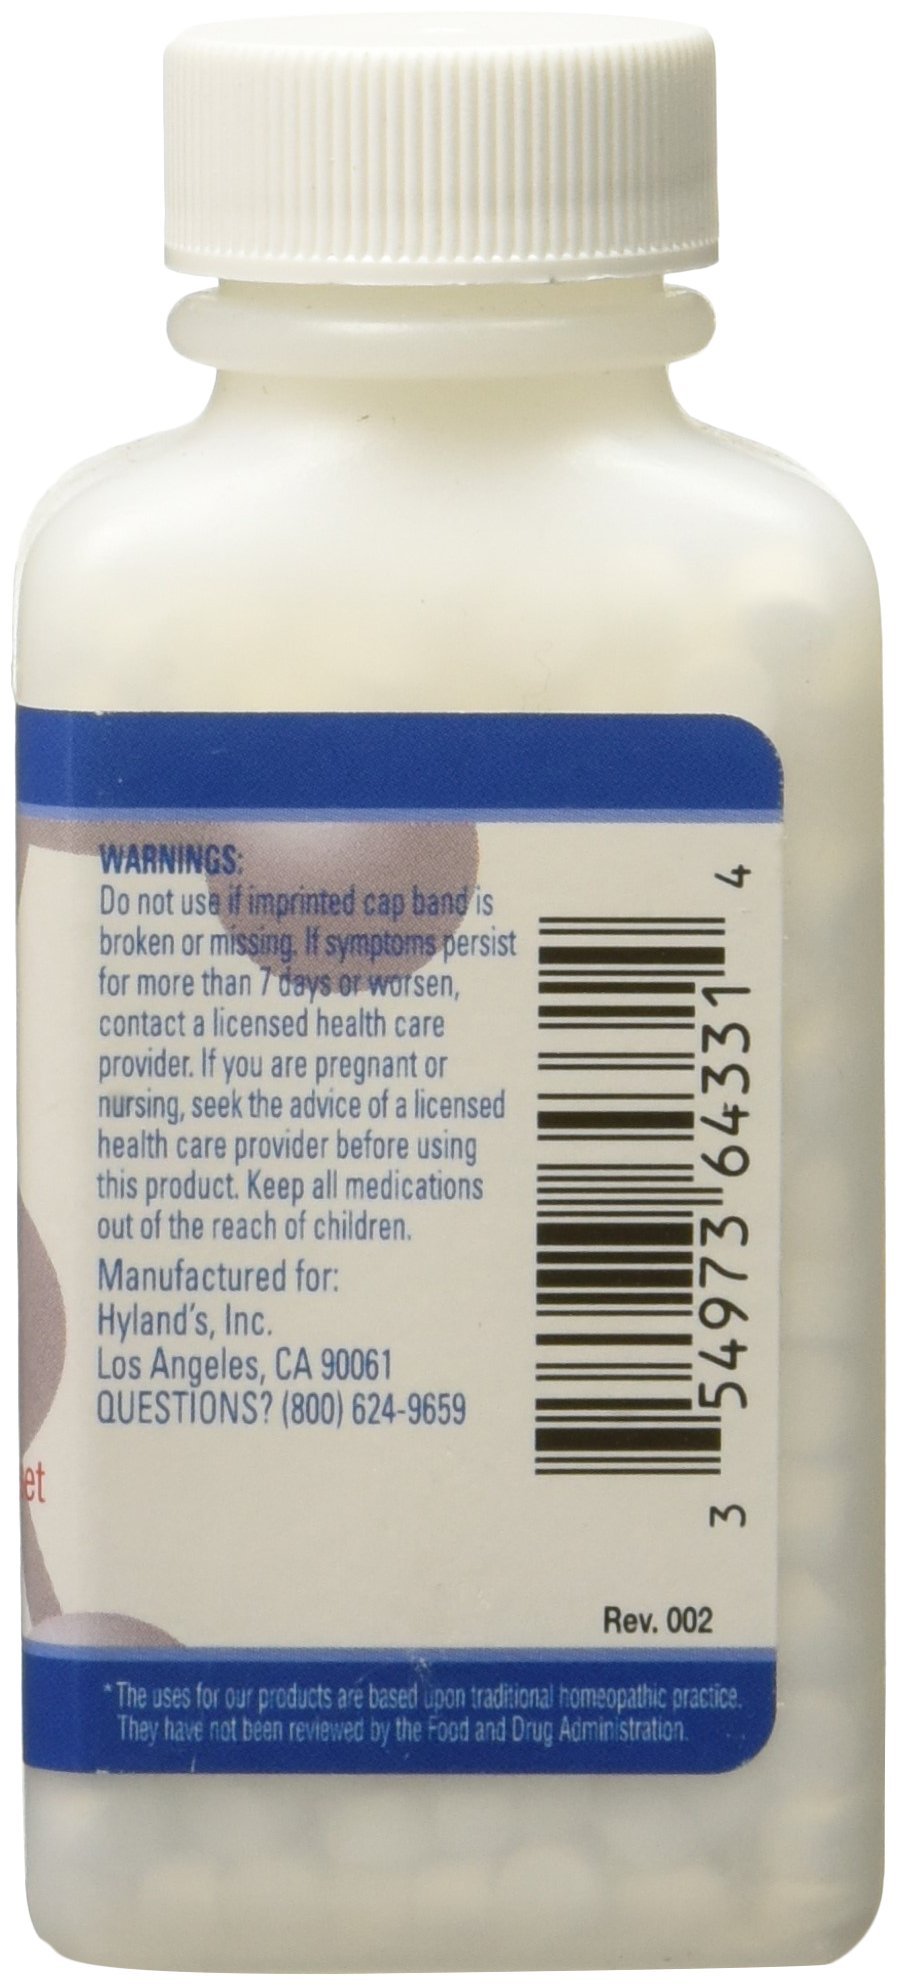 WARNINGS:
Do not use if imprinted cap band is
broken or missing. If symptoms persist
for more than 7 days or worsen,
contact a licensed health care
provider. If you are pregnant or
nursing, seek the advice of a licensed
health care provider before using
this product. Keep all medications
out of the reach of children.
Manufactured for:
Hyland's, Inc.
Los Angeles, CA 90061
QUESTIONS? (800) 624-9659
et
3 54973 64331 4
Rev. 002
* The uses for our products are based upon traditional homeopathic practice.
They have not been reviewed by the Food and Drug Administration.